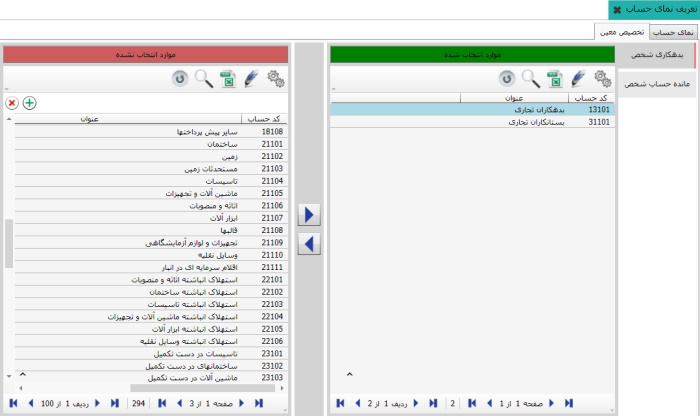 تعریف نمای حساب
نمای حساب
تخصیص معین
بدهکاری شخص
مانده حساب شخص
موارد انتخاب شده
کد حساب عنوان
13101 بدهکاران تجاری
31101 بستانکاران تجاری
صفحه 1 از 1
2
ردیف 1 از 2
موارد انتخاب نشده
کد حساب عنوان
18108 سایر پیش پرداختها
21101 ساختمان
21102 زمین
21103 مستحدثات زمین
21104 تاسیسات
21105 ماشین آلات و تجهیزات
21106 اثاثه و منصوبات
21107 ابزار آلات
21108 قالبها
21109 تجهیزات و لوازم آزمایشگاهی
21110 وسایل نقلیه
21111 اقلام سرمایه ای در انبار
22101 استهلاک انباشته اثاثه و منصوبات
22102 استهلاک انباشته ساختمان
22103 استهلاک انباشته تاسیسات
22104 استهلاک انباشته ماشین آلات و تجهیزات
22105 استهلاک انباشته ابزار آلات
22106 استهلاک انباشته وسایل نقلیه
23101 تاسیسات در دست تکمیل
23102 ساختمانهای در دست تکمیل
23103 ماشین آلات در دست تکمیل
صفحه 1 از 3
294
ردیف 1 از 100